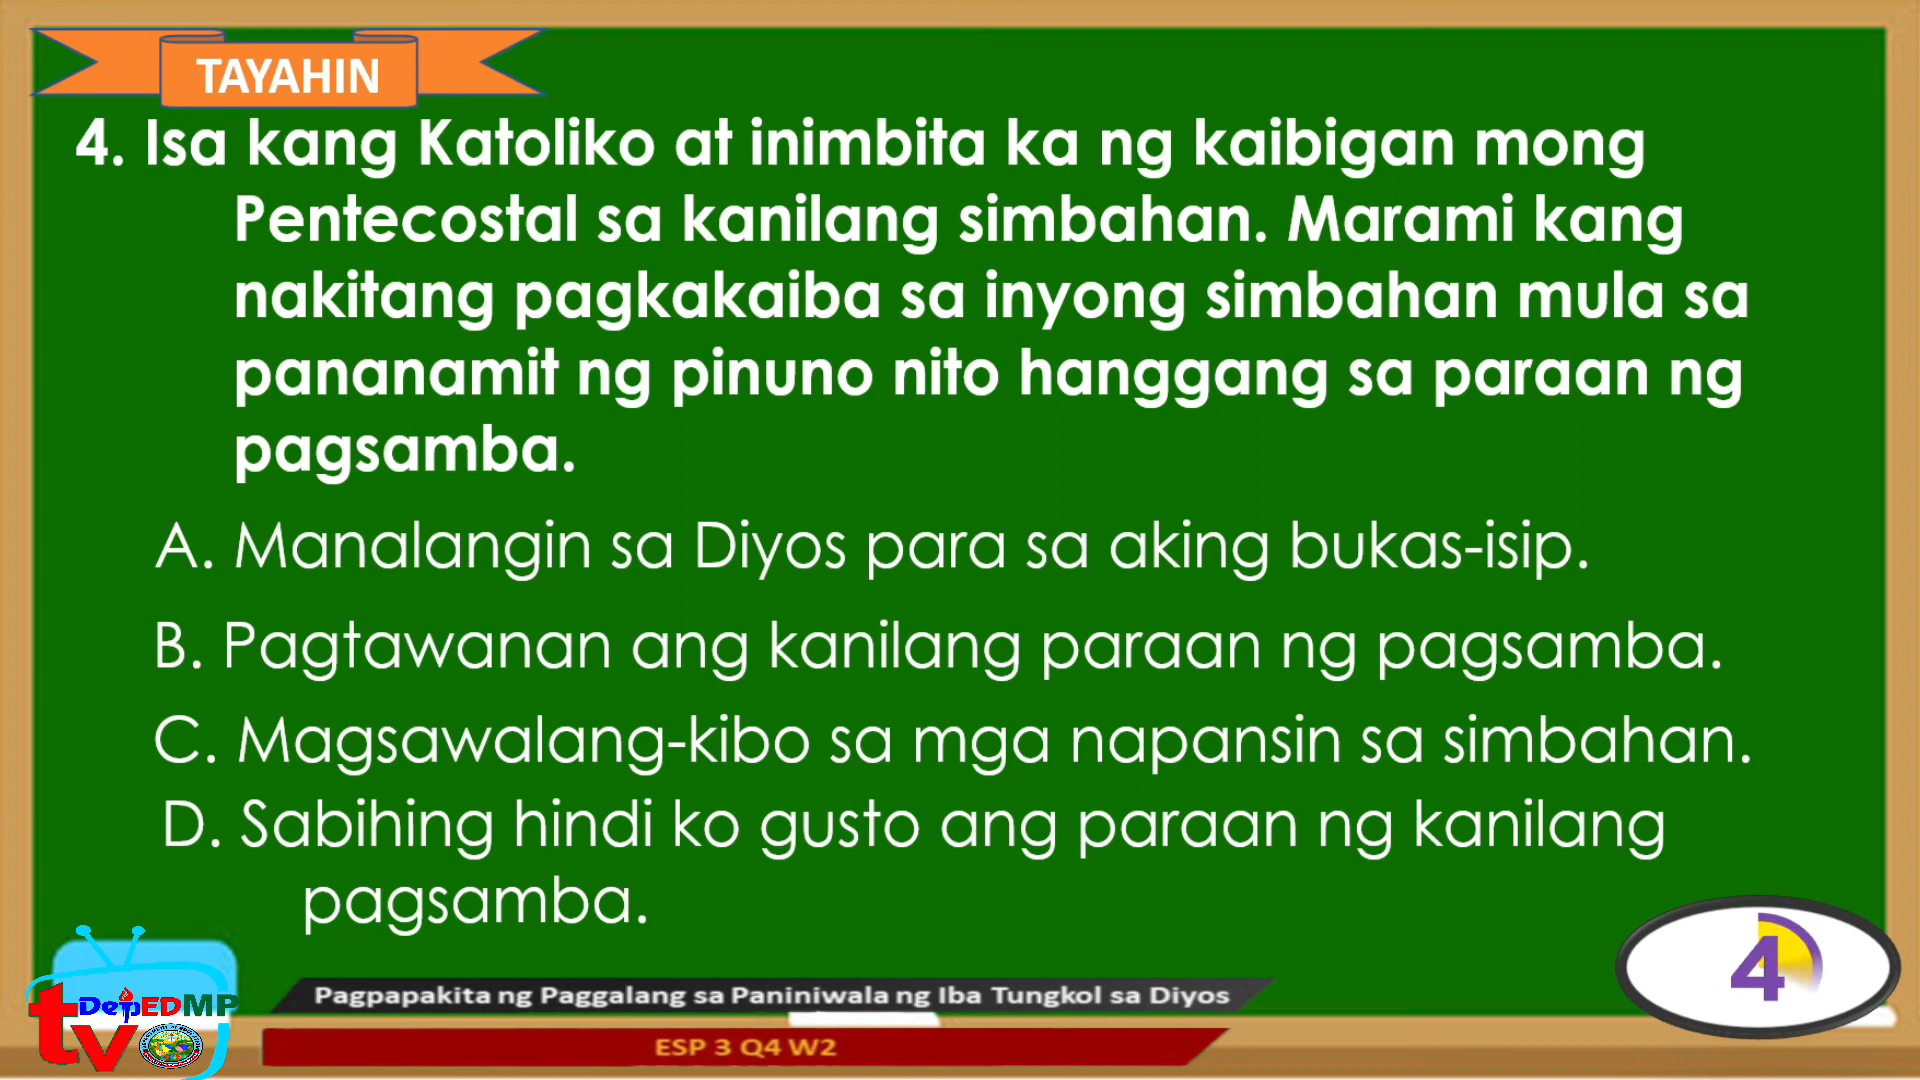 TAYAHIN
4. Isa kang Katoliko at inimbita ka ng kaibigan mong
Pentecostal sa kanilang simbahan. Marami kang
nakitang pagkakaiba sa inyong simbahan mula sa
pananamit ng pinuno nito hanggang sa paraan ng
pagsamba.
A. Manalangin sa Diyos para sa aking bukas-isip.
B. Pagtawanan ang kanilang paraan ng pagsamba.
C. Magsawalang-kibo sa mga napansin sa simbahan.
D. Sabihing hindi ko gusto ang paraan ng kanilang
pagsamba.
4
DepEDMP
tv
Pagpapakita ng Paggalang sa Paniniwala ng Iba Tungkol sa Diyos
ESP 3 Q4 W2